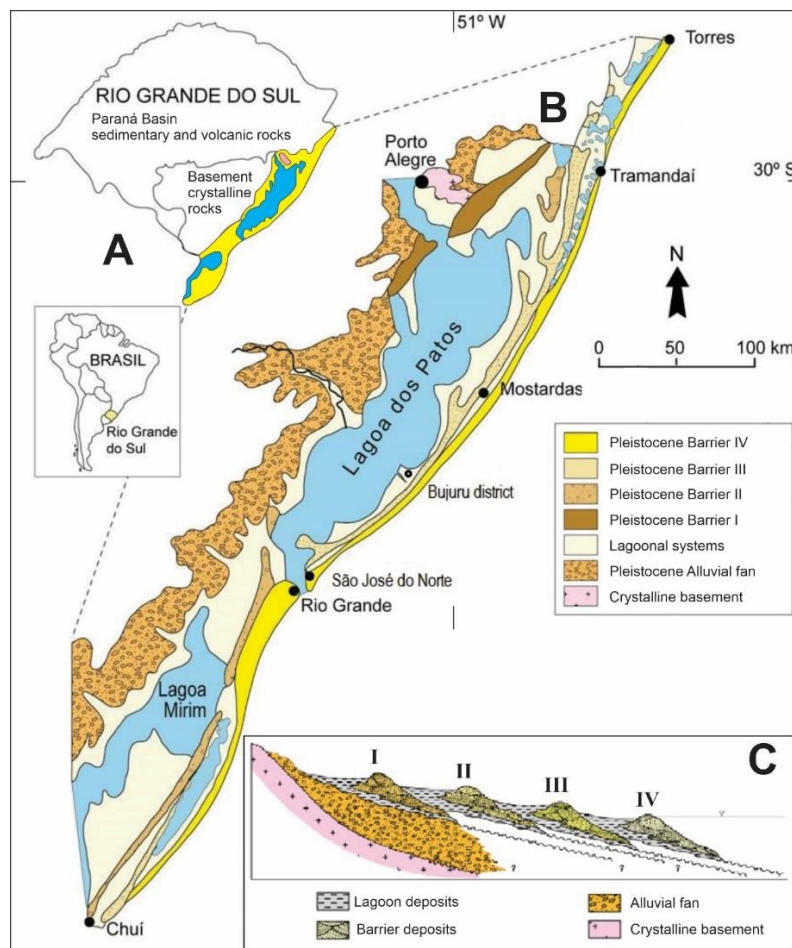 51º W
Torres
RIO GRANDE DO SUL
Paraná Basin
sedimentary and volcanic rocks
B
Porto
Alegre
Basement
crystalline
rocks
Tramandaí
30º S
A
N
BRASIL
Rio Grande
do Sul
0 50 100 km
Lagoa dos Patos
Mostardas
Bujuru district
Pleistocene Barrier IV
Pleistocene Barrier III
Pleistocene Barrier II
Pleistocene Barrier I
Lagoonal systems
Pleistocene Alluvial fan
Crystalline basement
São José do Norte
Rio Grande
Lagoa
Mirim
Chuí
C
I
II
III
IV
?
? ? ?
Lagoon deposits
Alluvial fan
Barrier deposits
Crystalline basement